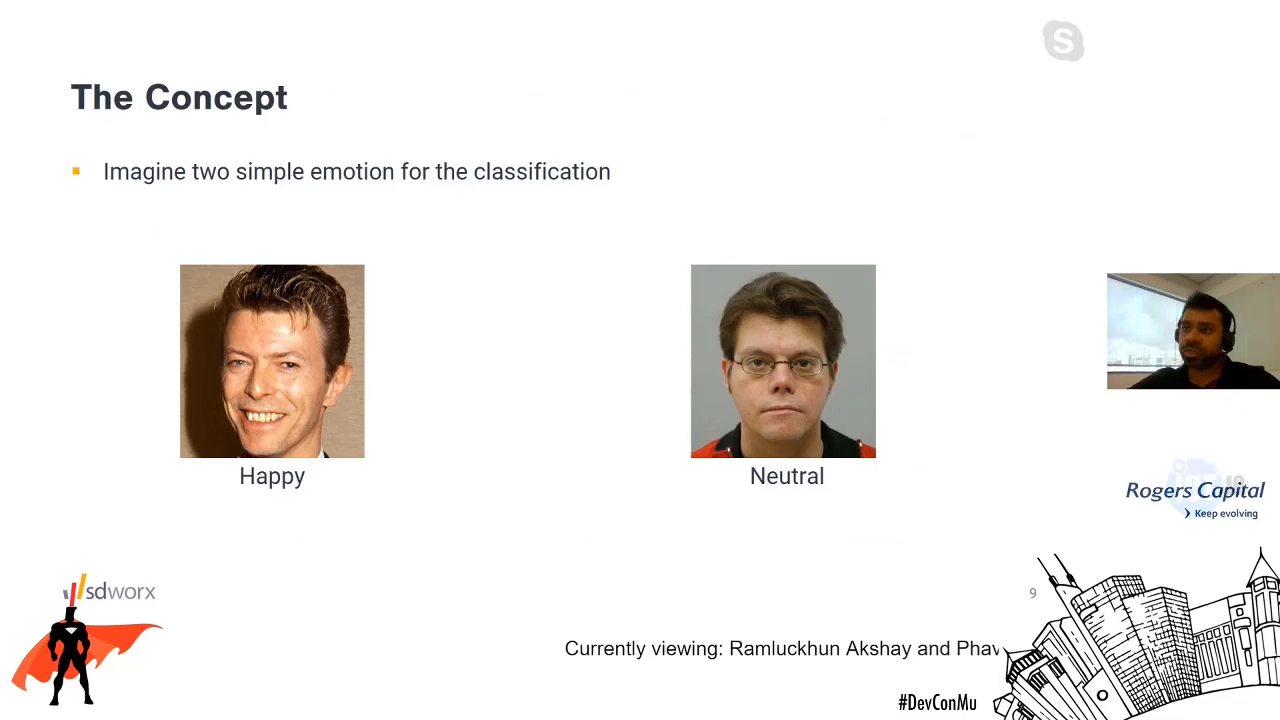 S
The Concept
Imagine two simple emotion for the classification
Happy
Neutral
Rogers Capital
Keep evolving
sdworx
9
Currently viewing: Ramluckhun Akshay and Phav
#DevConMu